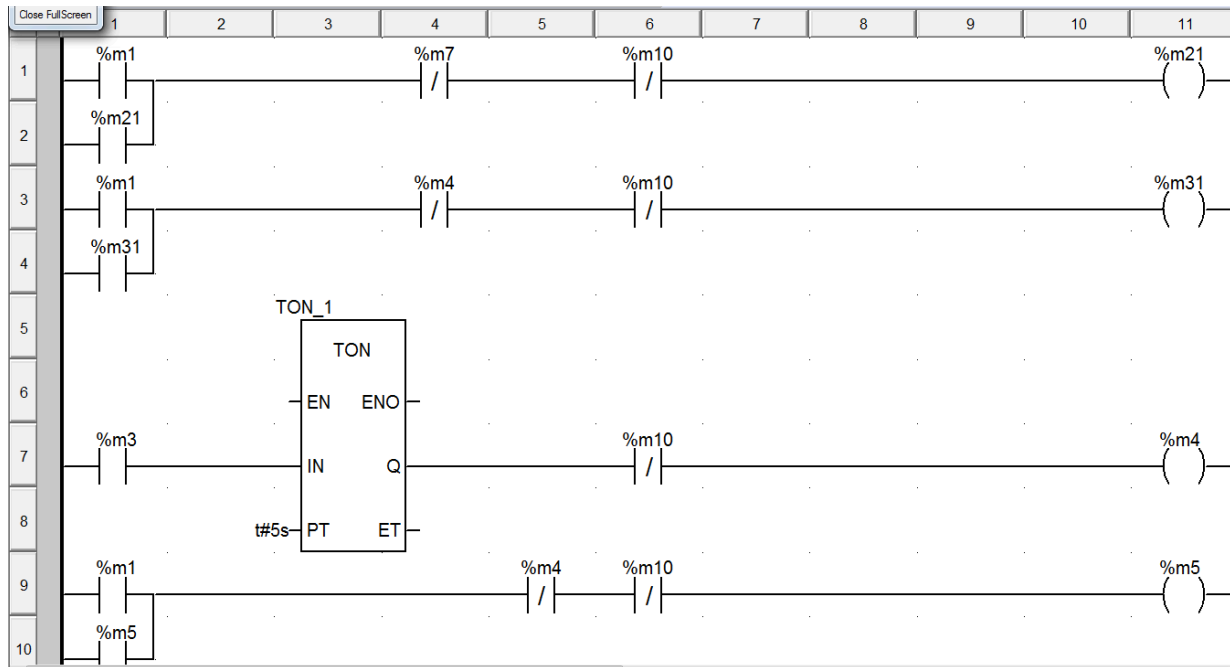 Close FullScreen
1 2 3 4 5 6 7 8 9 10 11
%m1 %m7 %m10 %m21
1
%m21
2
%m1 %m4 %m10 %m31
3
%m31
4
TON_1
5
TON
6
EN ENO
%m3 %m10 %m4
7
IN Q
8
t#5s PT ET
%m1 %m4 %m10 %m5
9
%m5
10